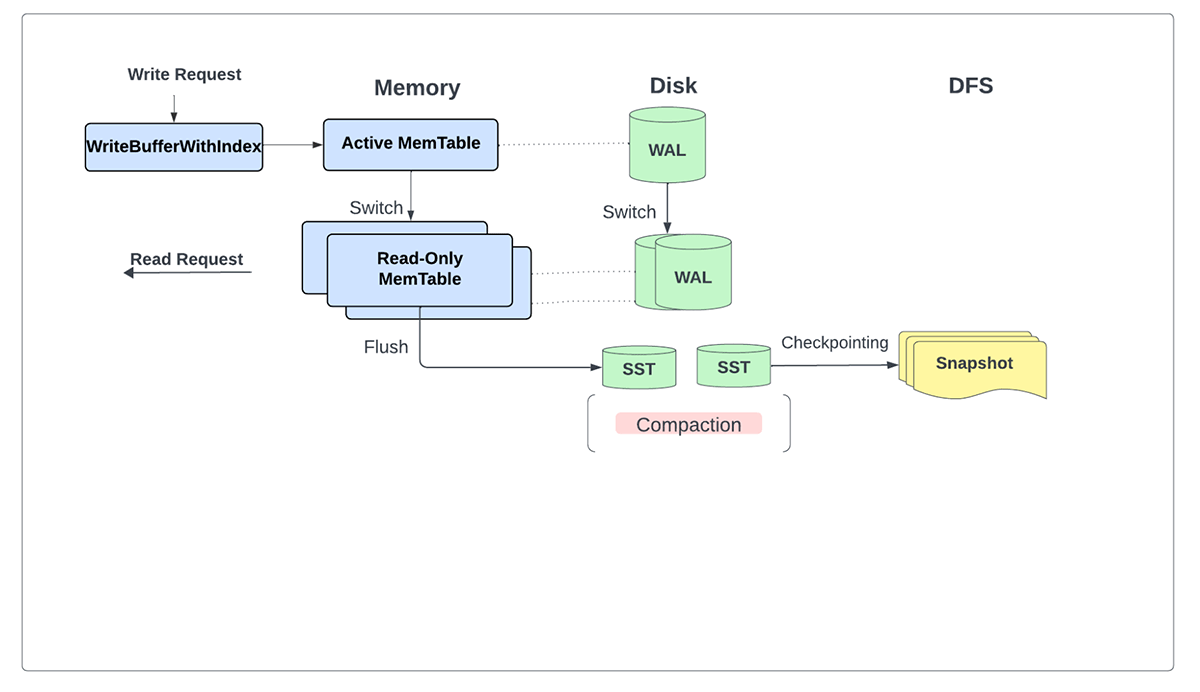 Write Request
Memory
Disk
DFS
WriteBufferWithIndex
Active MemTable
WAL
Switch
Switch
Read Request
Read-Only
MemTable
WAL
Flush
SST
SST
Checkpointing
Snapshot
Compaction